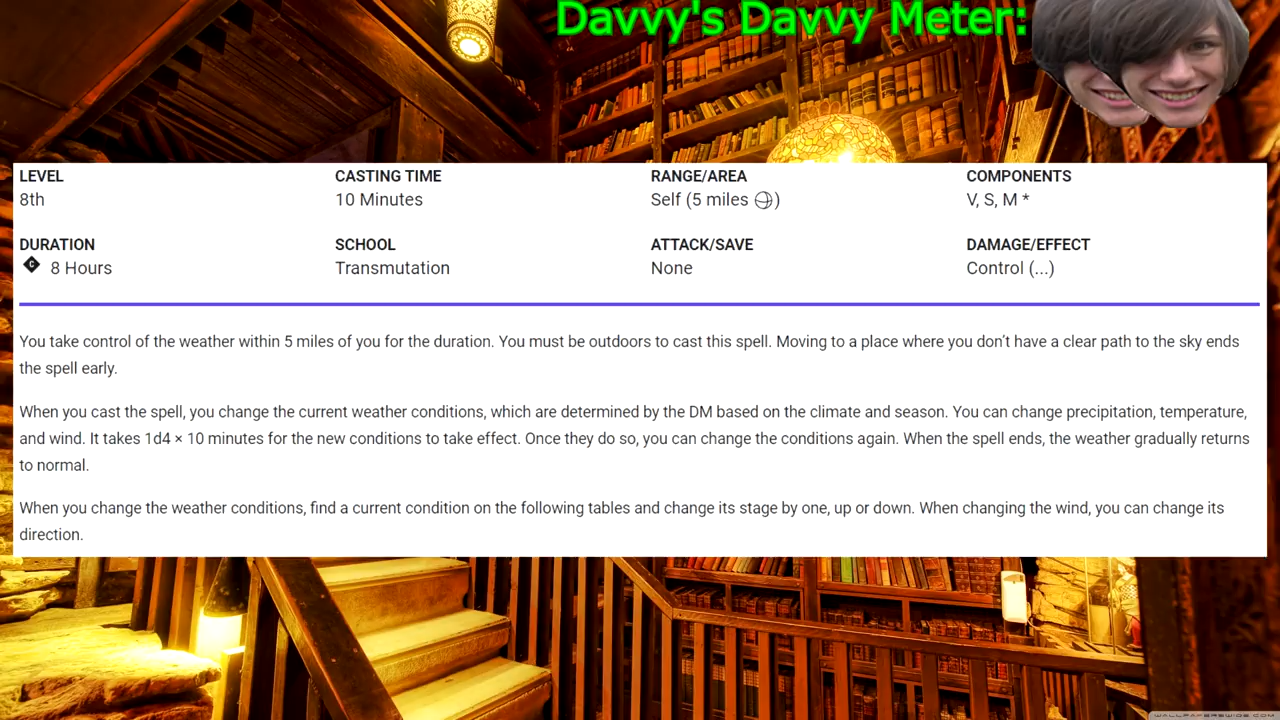 Davvy's Davvy Meter:
LEVEL CASTING TIME RANGE/AREA COMPONENTS
8th 10 Minutes Self (5 miles ) V, S, M *
DURATION SCHOOL ATTACK/SAVE DAMAGE/EFFECT
C 8 Hours Transmutation None Control (...)
You take control of the weather within 5 miles of you for the duration. You must be outdoors to cast this spell. Moving to a place where you don’t have a clear path to the sky ends
the spell early.
When you cast the spell, you change the current weather conditions, which are determined by the DM based on the climate and season. You can change precipitation, temperature,
and wind. It takes 1d4 × 10 minutes for the new conditions to take effect. Once they do so, you can change the conditions again. When the spell ends, the weather gradually returns
to normal.
When you change the weather conditions, find a current condition on the following tables and change its stage by one, up or down. When changing the wind, you can change its
direction.
WALLPAPERSWIDE.COM